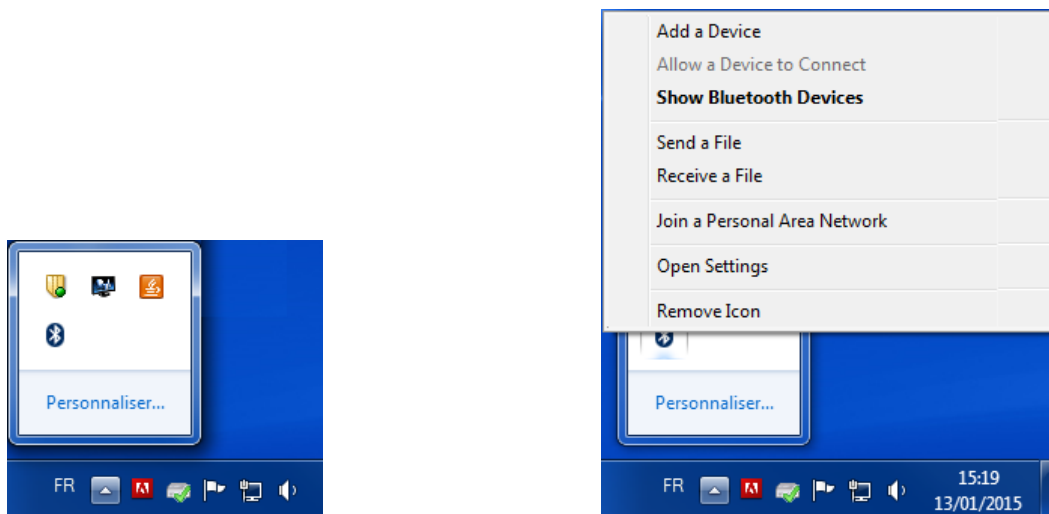 Personnaliser...
FR
Add a Device
Allow a Device to Connect
Show Bluetooth Devices
Send a File
Receive a File
Join a Personal Area Network
Open Settings
Remove Icon
Personnaliser...
FR
15:19
13/01/2015